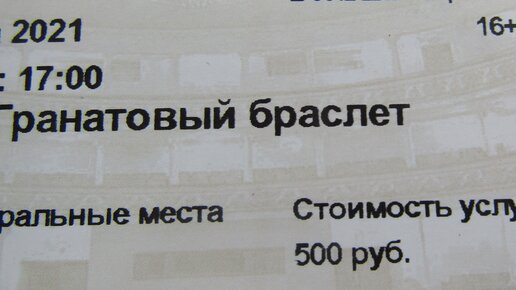 2021
16+
: 17:00
Гранатовый браслет
ральные места
Стоимость услу
500 руб.